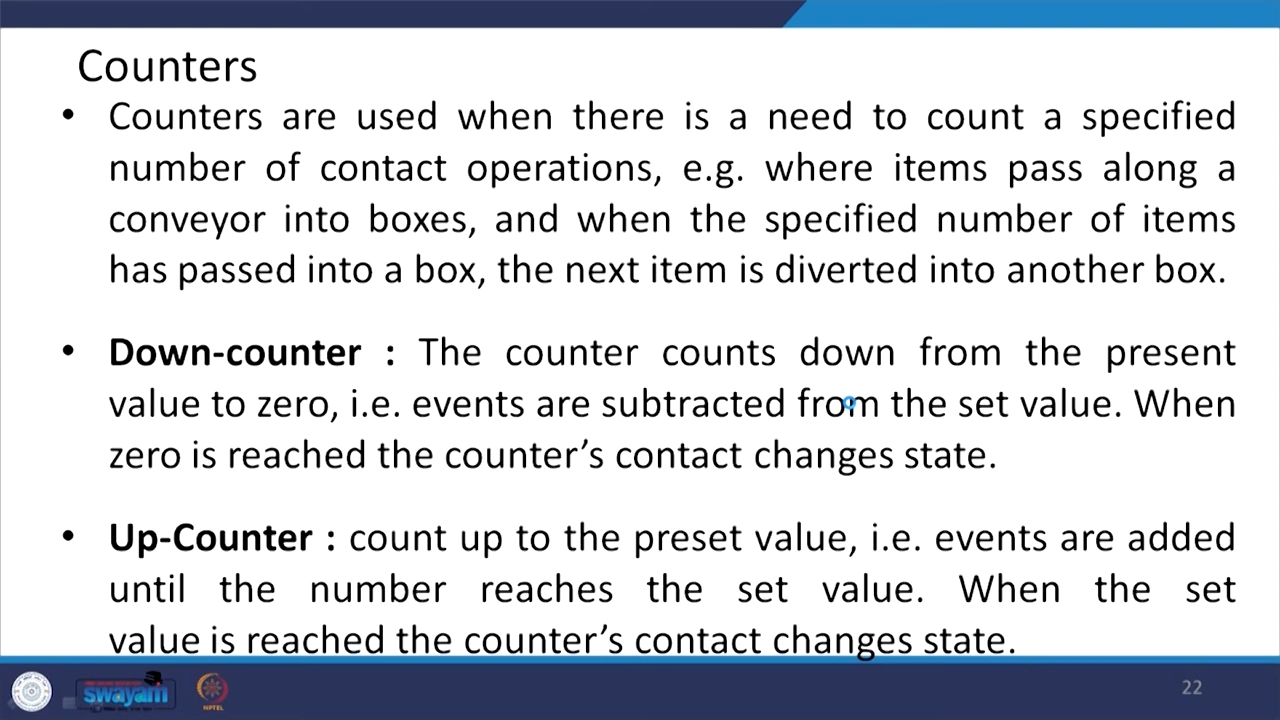 Counters
• Counters are used when there is a need to count a specified
number of contact operations, e.g. where items pass along a
conveyor into boxes, and when the specified number of items
has passed into a box, the next item is diverted into another box.
• Down-counter : The counter counts down from the present
value to zero, i.e. events are subtracted from the set value. When
zero is reached the counter’s contact changes state.
• Up-Counter : count up to the preset value, i.e. events are added
until the number reaches the set value. When the set
value is reached the counter’s contact changes state.
swayam
NPTEL
22